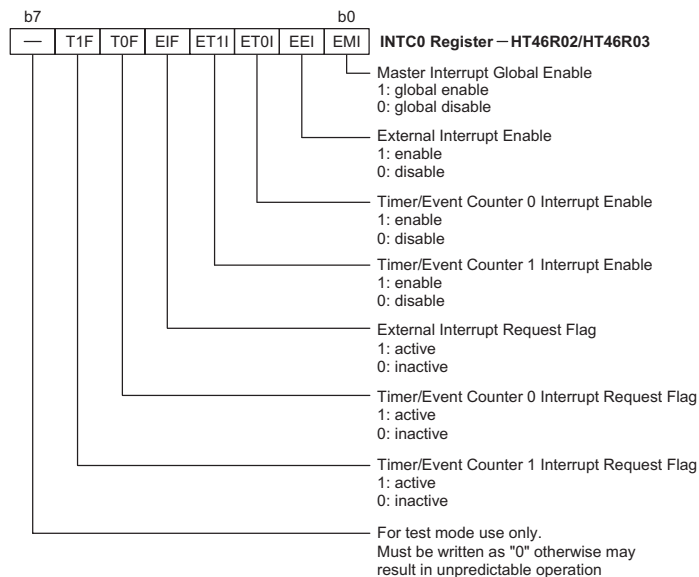 b7 b0
— T1F T0F EIF ET1I ET0I EEI EMI INTC0 Register — HT46R02/HT46R03
Master Interrupt Global Enable
1: global enable
0: global disable
External Interrupt Enable
1: enable
0: disable
Timer/Event Counter 0 Interrupt Enable
1: enable
0: disable
Timer/Event Counter 1 Interrupt Enable
1: enable
0: disable
External Interrupt Request Flag
1: active
0: inactive
Timer/Event Counter 0 Interrupt Request Flag
1: active
0: inactive
Timer/Event Counter 1 Interrupt Request Flag
1: active
0: inactive
For test mode use only.
Must be written as "0" otherwise may
result in unpredictable operation